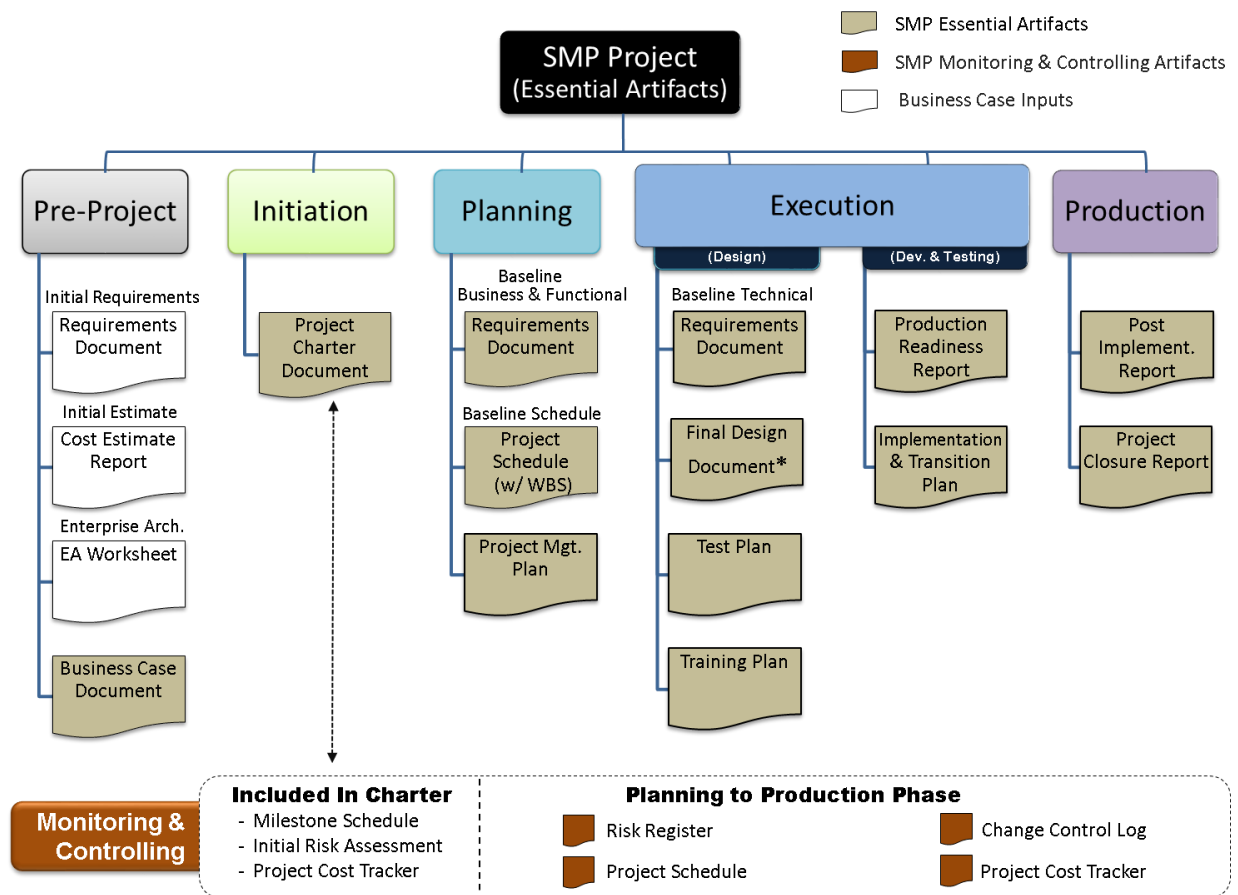 SMP Project
(Essential Artifacts)
SMP Essential Artifacts
SMP Monitoring & Controlling Artifacts
Business Case Inputs
Pre-Project
Initiation
Planning
Execution
Production
(Design)
(Dev. & Testing)
Initial Requirements
Requirements
Document
Initial Estimate
Cost Estimate
Report
Enterprise Arch.
EA Worksheet
Business Case
Document
Project
Charter
Document
Baseline
Business & Functional
Requirements
Document
Baseline Schedule
Project
Schedule
(w/ WBS)
Project Mgt.
Plan
Baseline Technical
Requirements
Document
Final Design
Document*
Test Plan
Training Plan
Production
Readiness
Report
Implementation
& Transition
Plan
Post
Implement.
Report
Project
Closure Report
Monitoring &
Controlling
Included In Charter
- Milestone Schedule
- Initial Risk Assessment
- Project Cost Tracker
Planning to Production Phase
Risk Register
Project Schedule
Change Control Log
Project Cost Tracker